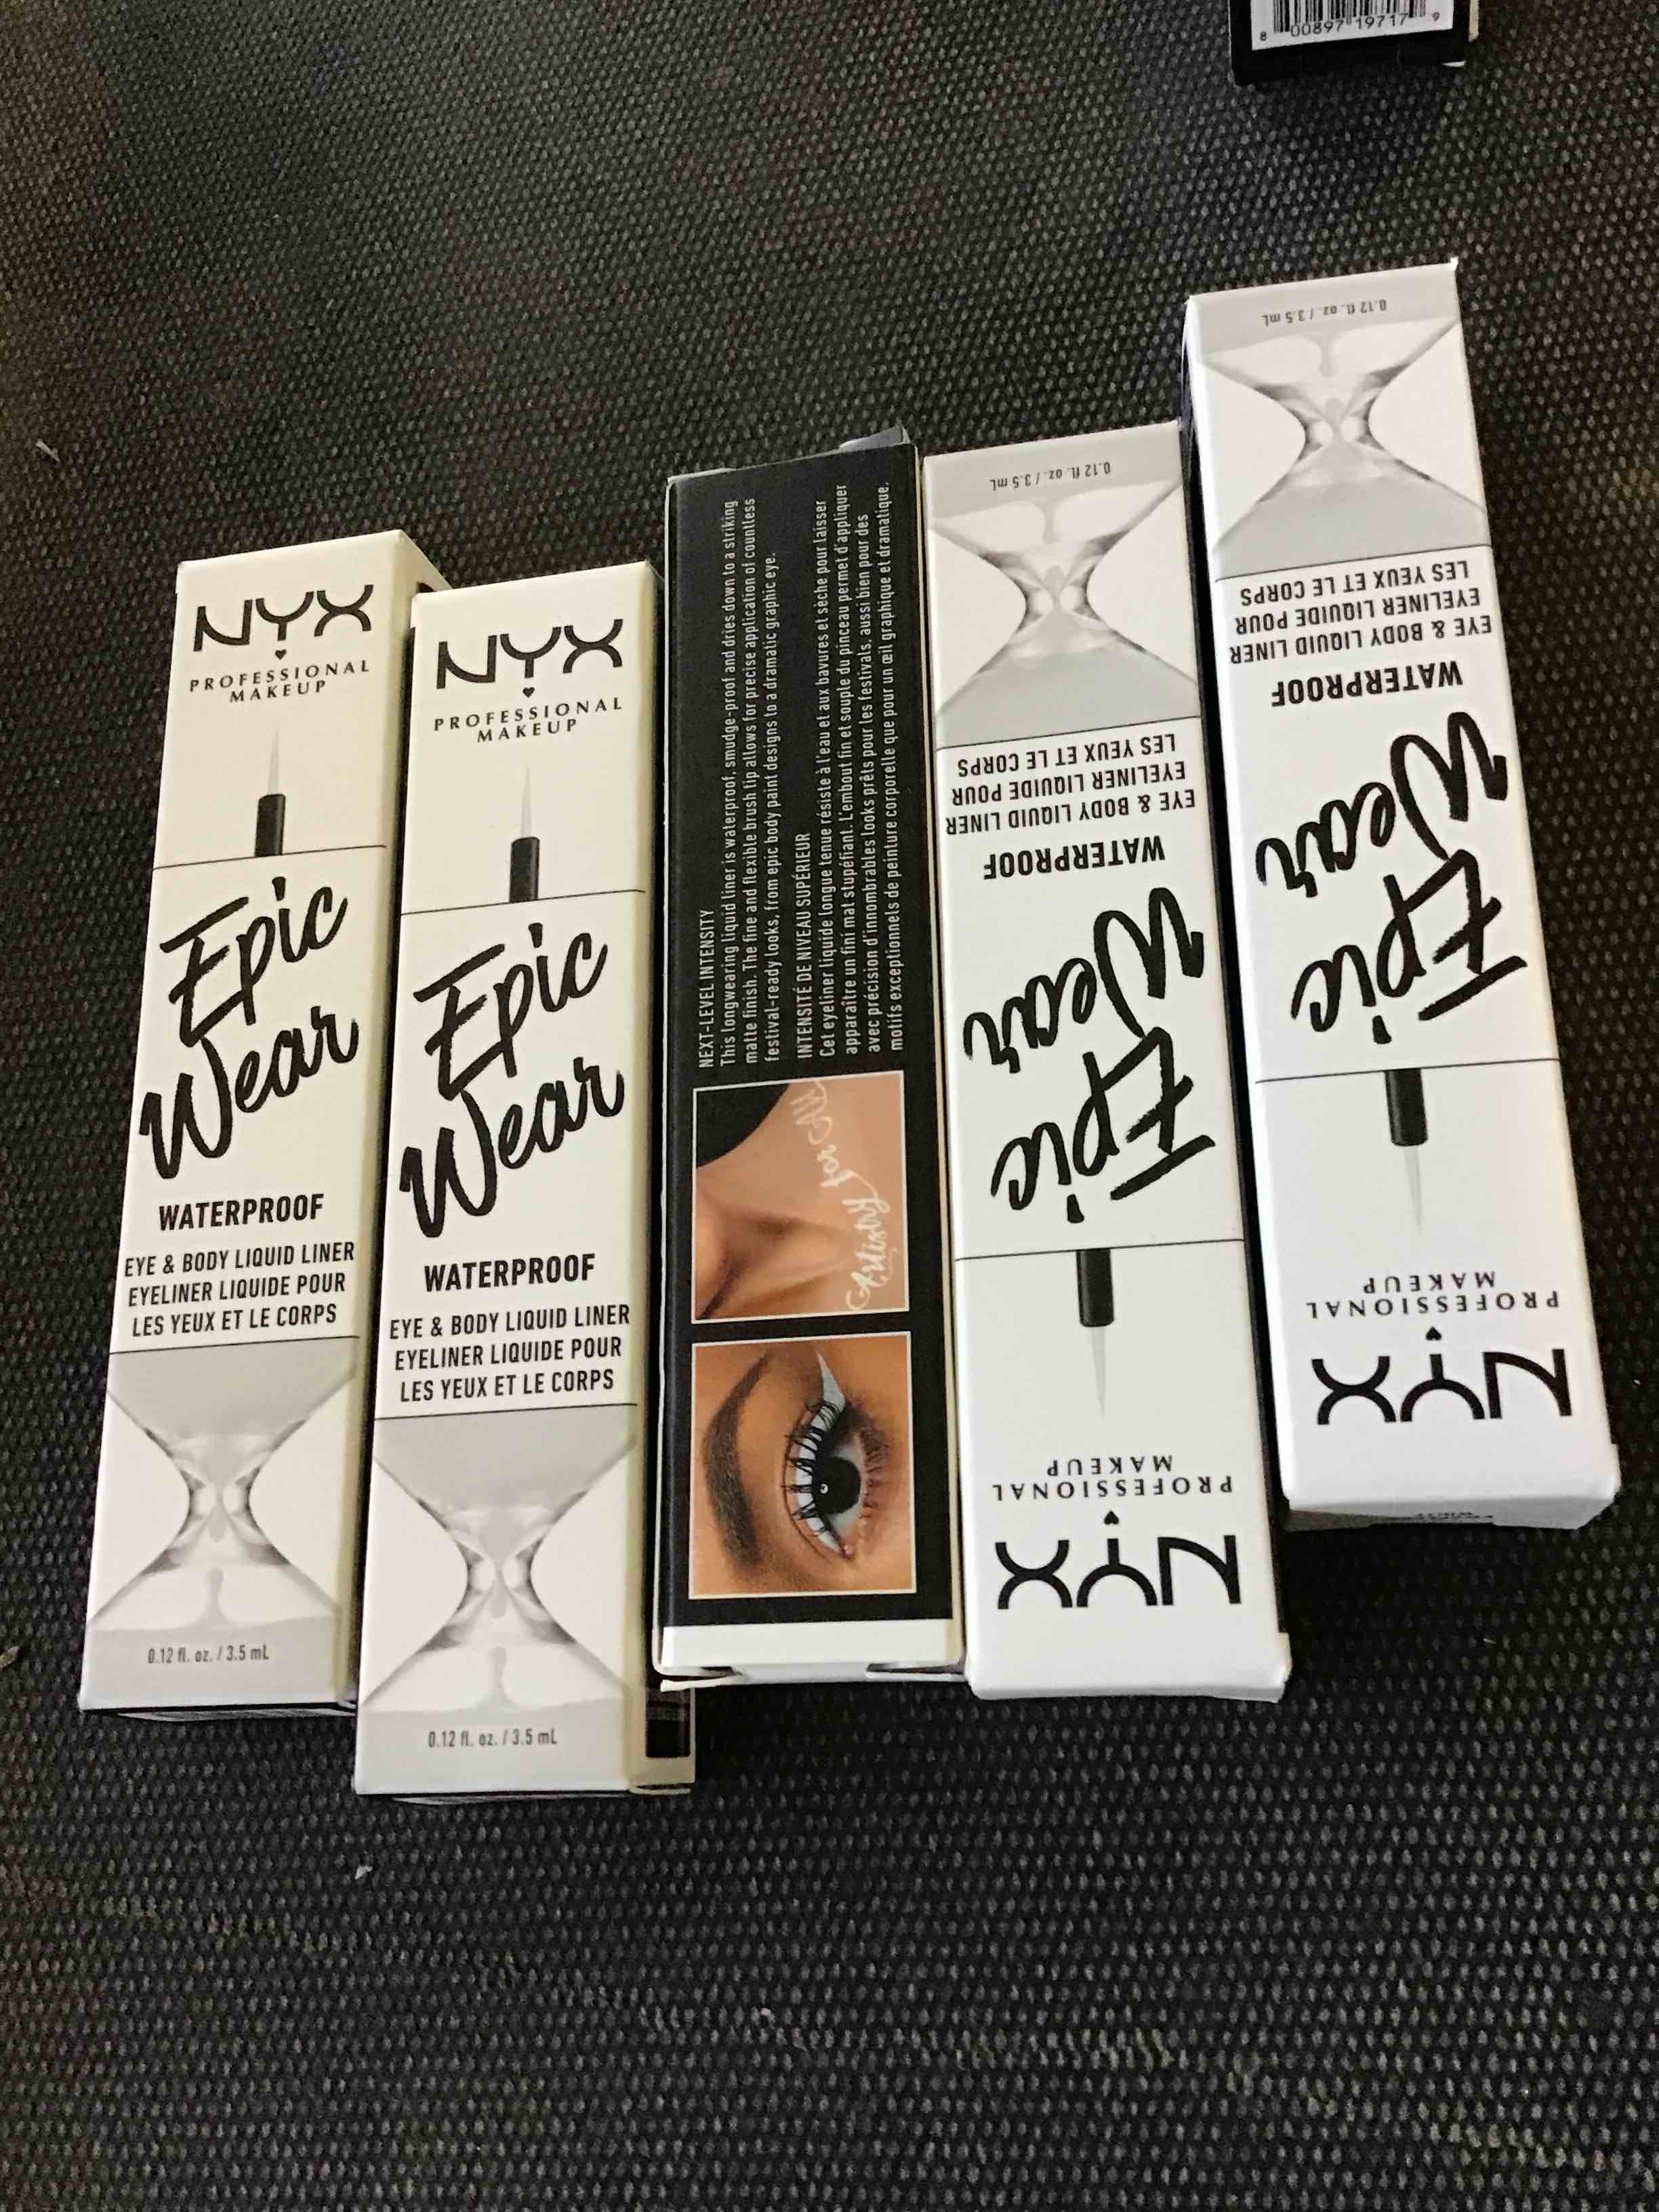 8 00897 19717 9
NYX
PROFESSIONAL
MAKEUP
Epic
Wear
WATERPROOF
EYE & BODY LIQUID LINER
EYELINER LIQUIDE POUR
LES YEUX ET LE CORPS
0.12 fl. oz. / 3.5 mL
NYX
PROFESSIONAL
MAKEUP
Epic
Wear
WATERPROOF
EYE & BODY LIQUID LINER
EYELINER LIQUIDE POUR
LES YEUX ET LE CORPS
0.12 fl. oz. / 3.5 mL
NEXT-LEVEL INTENSITY
This longwearing liquid liner is waterproof, smudge-proof and dries down to a striking
matte finish. The fine and flexible brush tip allows for precise application of countless
festival-ready looks, from epic body paint designs to a dramatic graphic eye.
INTENSITÉ DE NIVEAU SUPÉRIEUR
Cet eyeliner liquide longue tenue résiste à l'eau et aux bavures et sèche pour laisser
apparaître un fini mat stupéfiant. L'embout fin et souple du pinceau permet d'appliquer
avec précision d'innombrables looks prêts pour les festivals, aussi bien pour des
motifs exceptionnels de peinture corporelle que pour un œil graphique et dramatique.
Artistry for All
NYX
PROFESSIONAL
MAKEUP
Epic
Wear
WATERPROOF
EYE & BODY LIQUID LINER
EYELINER LIQUIDE POUR
LES YEUX ET LE CORPS
0.12 fl. oz. / 3.5 mL
NYX
PROFESSIONAL
MAKEUP
Epic
Wear
WATERPROOF
EYE & BODY LIQUID LINER
EYELINER LIQUIDE POUR
LES YEUX ET LE CORPS
0.12 fl. oz. / 3.5 mL